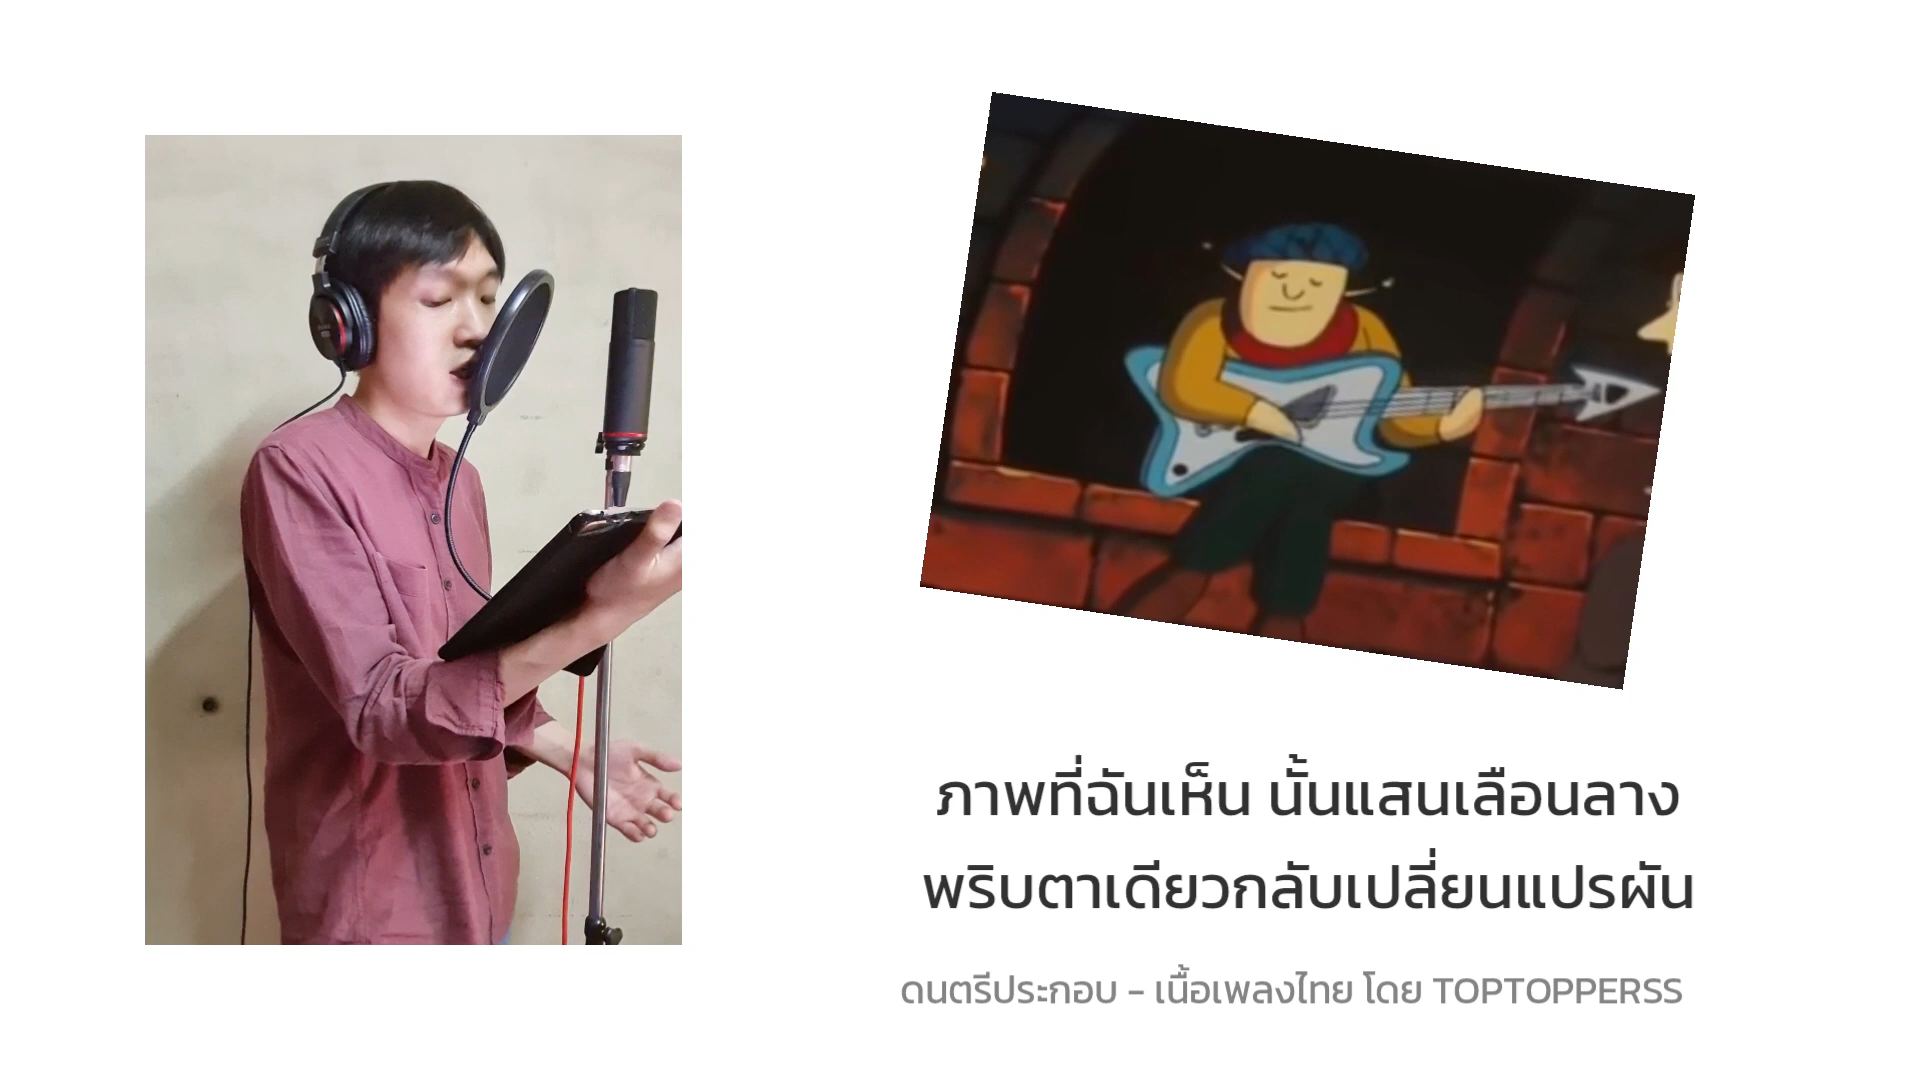 ภาพที่ฉันเห็น นั้นแสนเลือนลาง
พริบตาเดียวกลับเปลี่ยนแปรผัน
ดนตรีประกอบ - เนื้อเพลงไทย โดย TOPTOPPERSS